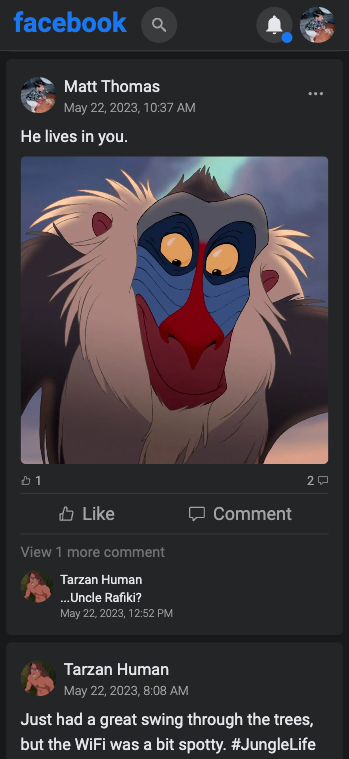 facebook
Matt Thomas
May 22, 2023, 10:37 AM
He lives in you.
1
2
Like
Comment
View 1 more comment
Tarzan Human
...Uncle Rafiki?
May 22, 2023, 12:52 PM
Tarzan Human
May 22, 2023, 8:08 AM
Just had a great swing through the trees,
but the WiFi was a bit spotty. #JungleLife